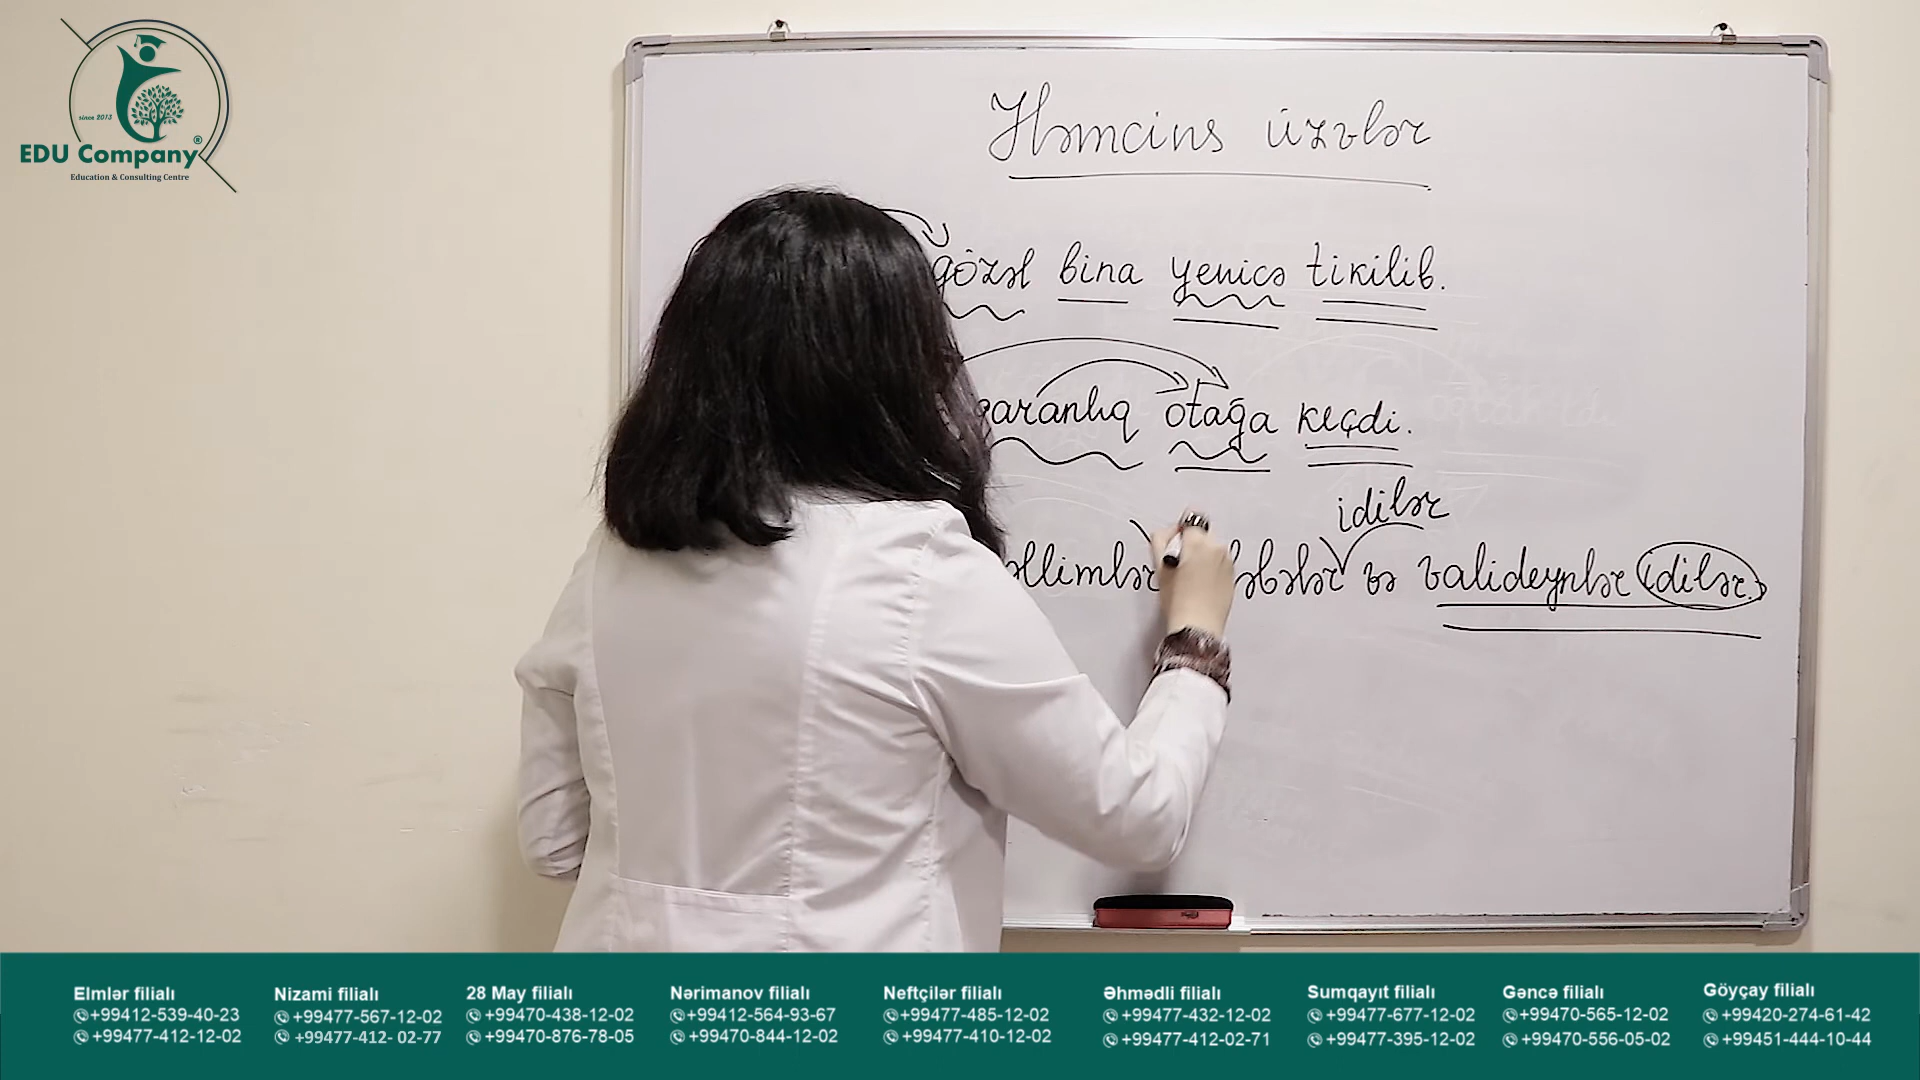 since 2013
EDU Company®
Education & Consulting Centre
Həmcins üzvlər
gözəl bina yenicə tikilib.
qaranlıq otağa keçdi.
idilər
və valideynlər idilər.
Elmlər filialı
+99412-539-40-23
+99477-412-12-02
Nizami filialı
+99477-567-12-02
+99477-412- 02-77
28 May filialı
+99470-438-12-02
+99470-876-78-05
Nərimanov filialı
+99412-564-93-67
+99470-844-12-02
Neftçilər filialı
+99477-485-12-02
+99477-410-12-02
Əhmədli filialı
+99477-432-12-02
+99477-412-02-71
Sumqayıt filialı
+99477-677-12-02
+99477-395-12-02
Gəncə filialı
+99470-565-12-02
+99470-556-05-02
Göyçay filialı
+99420-274-61-42
+99451-444-10-44